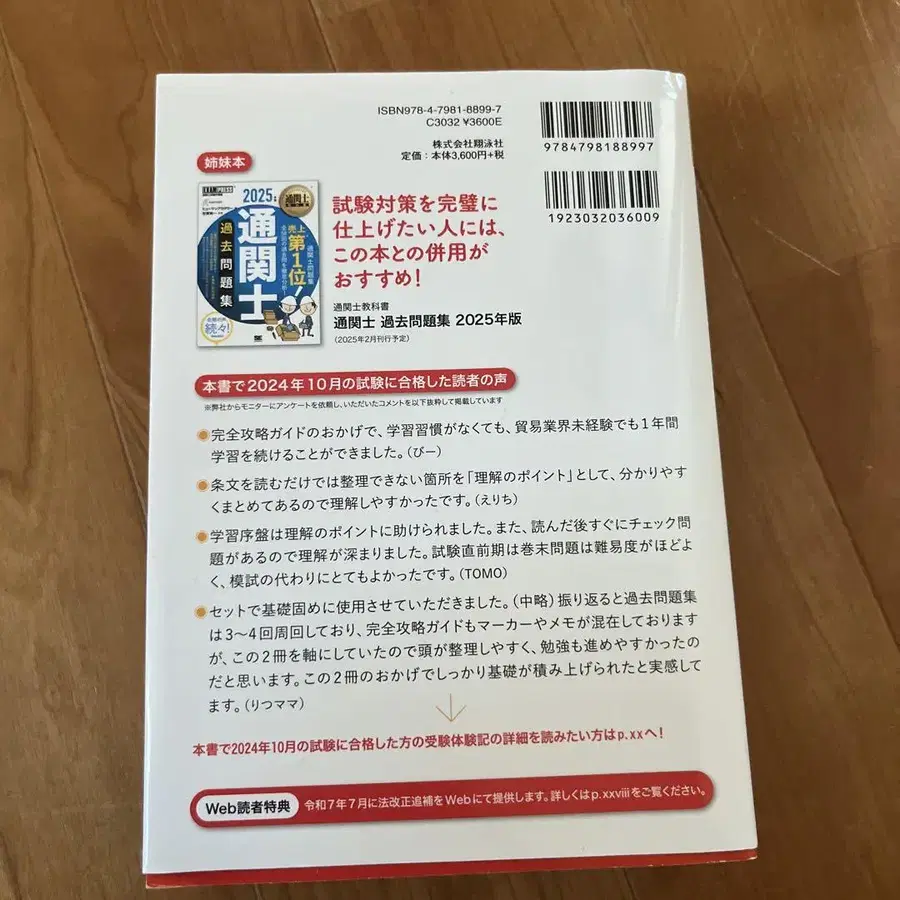 ISBN978-4-7981-8899-7
C3032 ¥3600E
株式会社翔泳社
定価：本体3,600円+税
9784798188997
1923032036009
姉妹本
2025年版
通関士
過去問題集
売上
第1位!
通関士問題集
続々!
試験対策を完璧に
仕上げたい人には、
この本との併用が
おすすめ!
通関士教科書
通関士 過去問題集 2025年版
（2025年2月刊行予定）
本書で2024年10月の試験に合格した読者の声
※弊社からモニターにアンケートを依頼し、いただいたコメントを以下抜粋して掲載しています
●完全攻略ガイドのおかげで、学習習慣がなくても、貿易業界未経験でも1年間
学習を続けることができました。（びー）
●条文を読むだけでは整理できない箇所を「理解のポイント」として、分かりやす
くまとめてあるので理解しやすかったです。（えりち）
●学習序盤は理解のポイントに助けられました。また、読んだ後すぐにチェック問
題があるので理解が深まりました。試験直前期は巻末問題は難易度がほどよ
く、模試の代わりにとてもよかったです。（TOMO）
●セットで基礎固めに使用させていただきました。（中略）振り返ると過去問題集
は3〜4回周回しており、完全攻略ガイドもマーカーやメモが混在しております
が、この2冊を軸にしていたので頭が整理しやすく、勉強も進めやすかったの
だと思います。この2冊のおかげでしっかり基礎が積み上げられたと実感して
ます。（りつママ）
本書で2024年10月の試験に合格した方の受験体験記の詳細を読みたい方はp.xxへ!
Web読者特典 令和7年7月に法改正追補をWebにて提供します。詳しくはp.xxviiiをご覧ください。